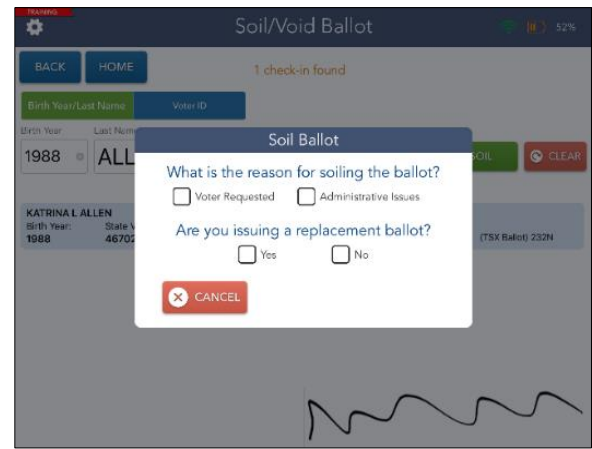 TRAINING
Soil/Void Ballot
52%
BACK HOME
1 check-in found
Birth Year/Last Name Voter ID
Birth Year Last Name
1988 ALL
SOIL CLEAR
Soil Ballot
What is the reason for soiling the ballot?
Voter Requested Administrative Issues
Are you issuing a replacement ballot?
Yes No
CANCEL
KATRINA L ALLEN
Birth Year: State V
1988 46702
(TSX Ballot) 232N